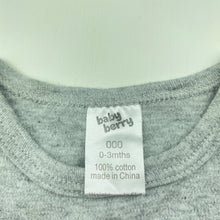 baby
berry
000
0-3mths
100% cotton
made in China